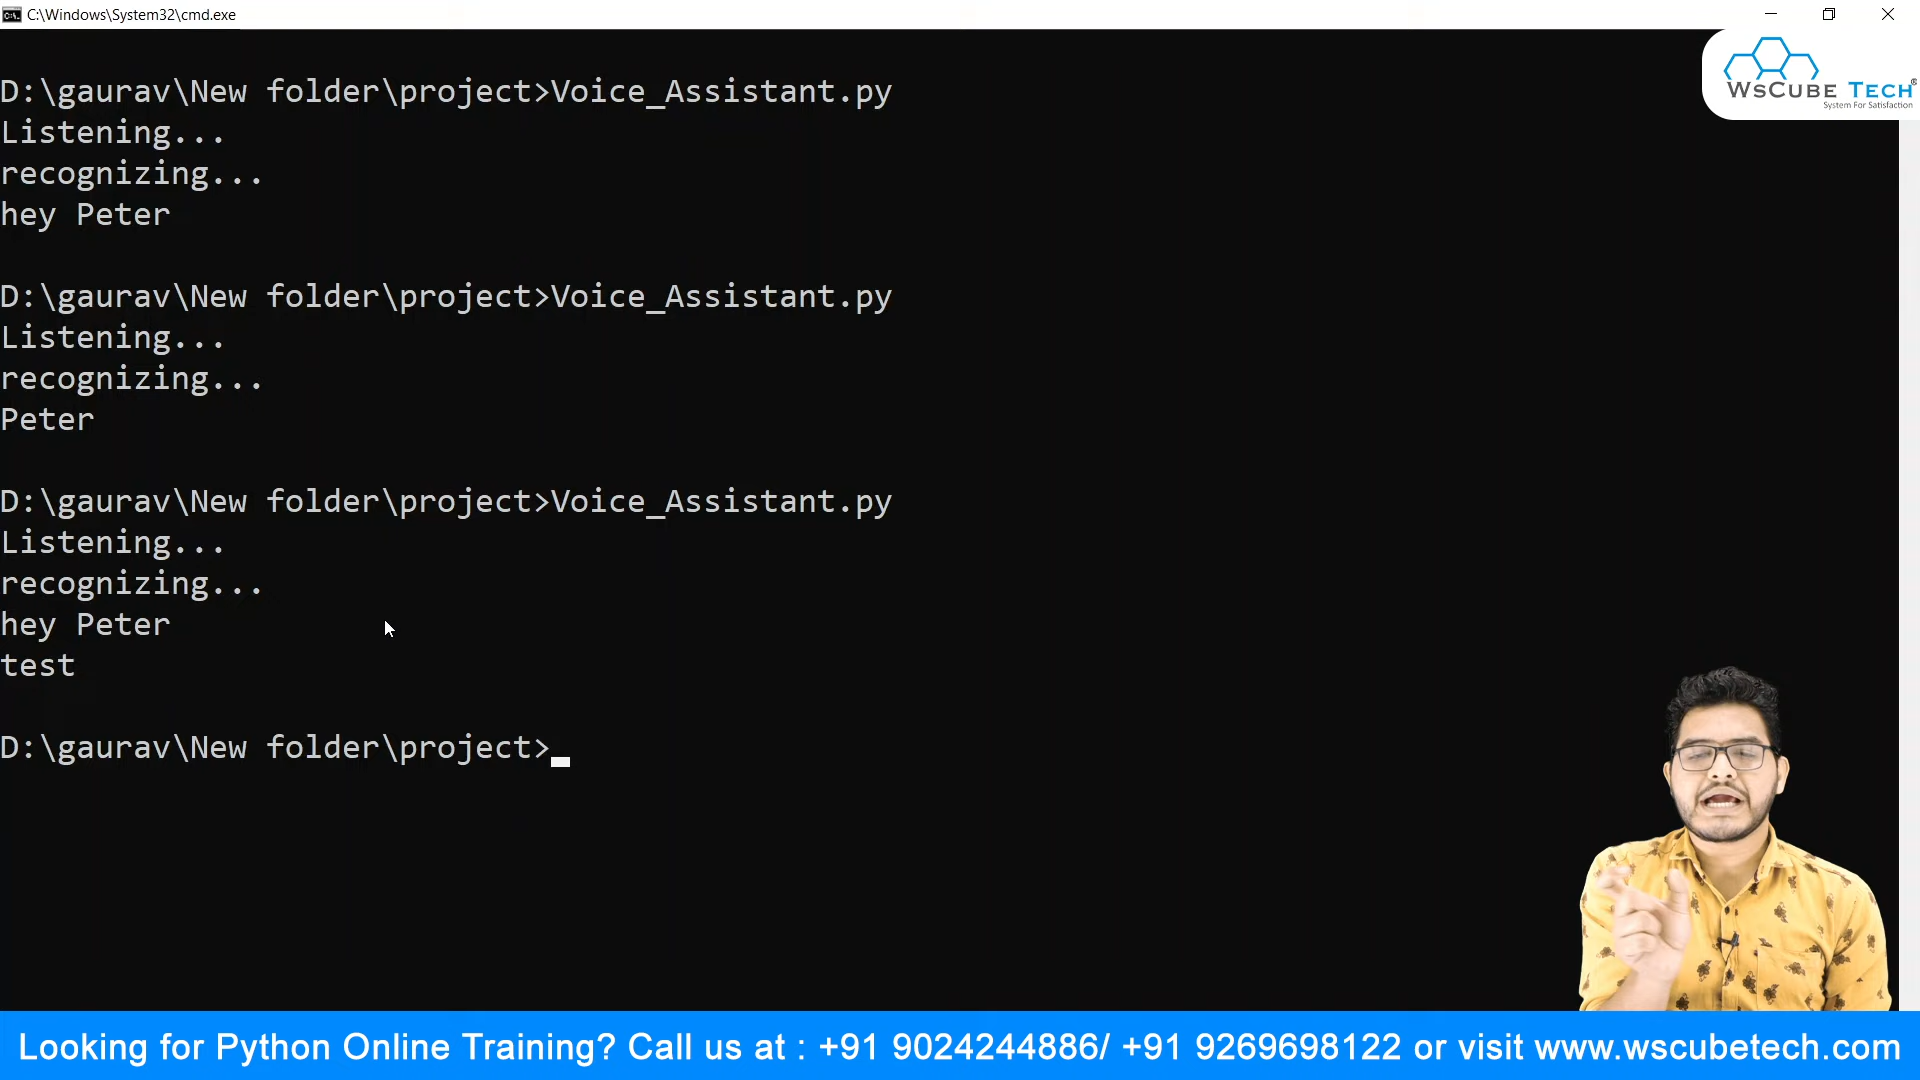 C:\Windows\System32\cmd.exe
WsCube Tech®
System For Satisfaction
D:\gaurav\New folder\project>Voice_Assistant.py
Listening...
recognizing...
hey Peter
D:\gaurav\New folder\project>Voice_Assistant.py
Listening...
recognizing...
Peter
D:\gaurav\New folder\project>Voice_Assistant.py
Listening...
recognizing...
hey Peter
test
D:\gaurav\New folder\project>
Looking for Python Online Training? Call us at : +91 9024244886/ +91 9269698122 or visit www.wscubetech.com